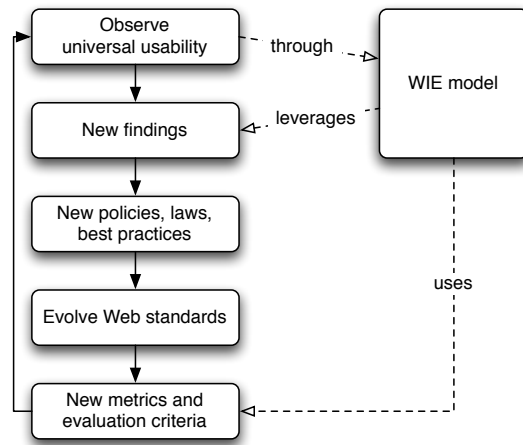 Observe
universal usability
through
WIE model
leverages
New findings
New policies, laws,
best practices
uses
Evolve Web standards
New metrics and
evaluation criteria